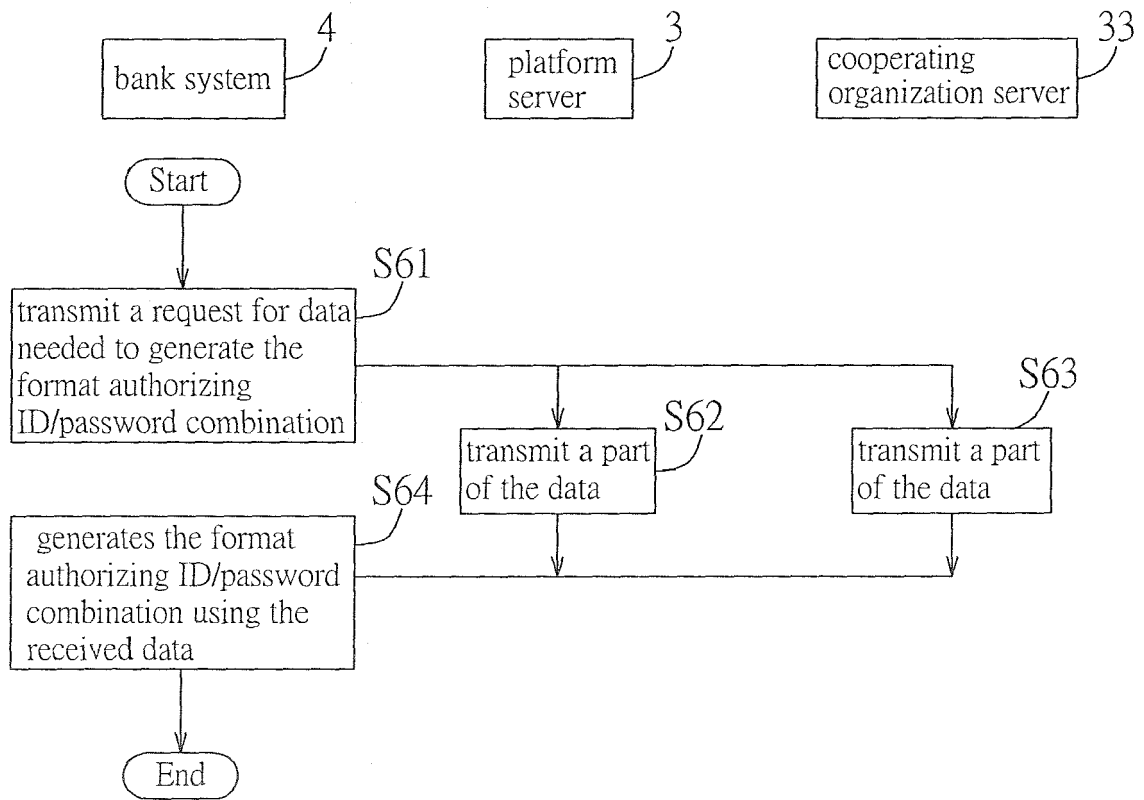 4
3
33
bank system
platform
server
cooperating
organization server
Start
S61
transmit a request for data
needed to generate the
format authorizing
ID/password combination
S62
transmit a part
of the data
S63
transmit a part
of the data
S64
generates the format
authorizing ID/password
combination using the
received data
End